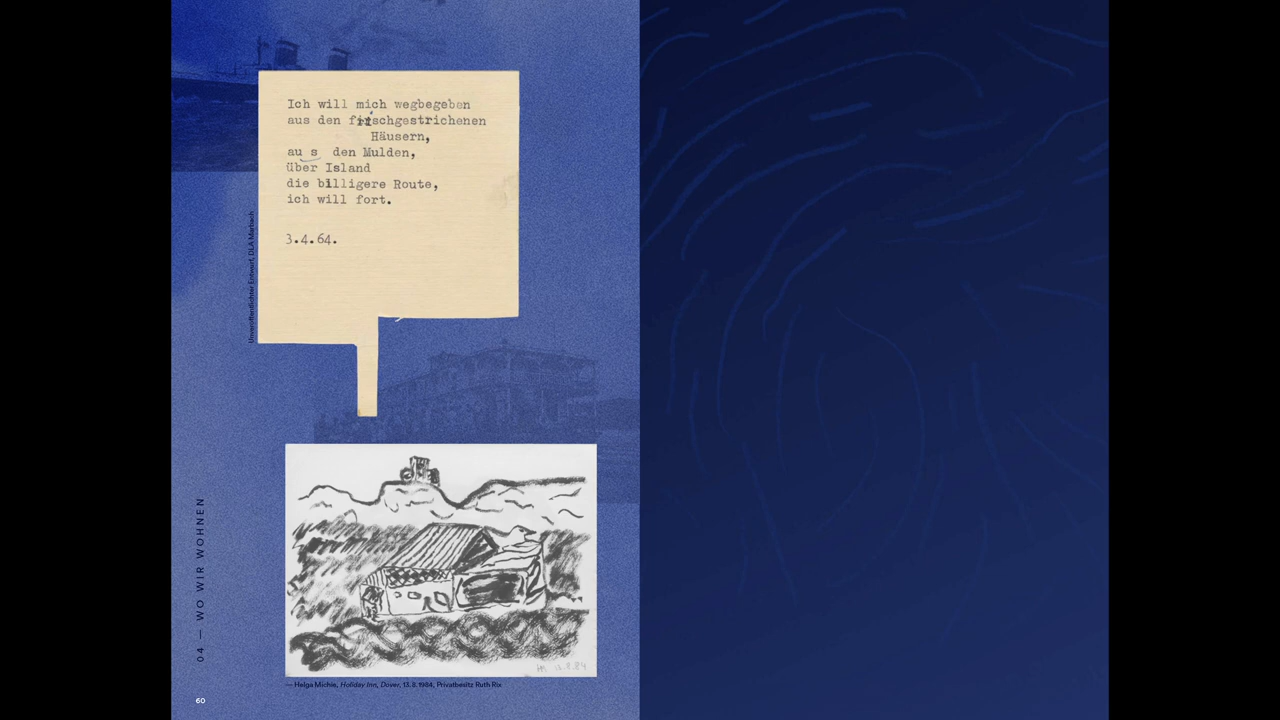 Ich will mich wegbegeben
aus den frischgestrichenen
Häusern,
au s den Mulden,
über Island
die billigere Route,
ich will fort.
3.4.64.
Unveröffentlichter Entwurf, DLA Marbach
04 — WO WIR WOHNEN
— Helga Michie, Holiday Inn, Dover, 13.8.1984, Privatbesitz Ruth Rix
60